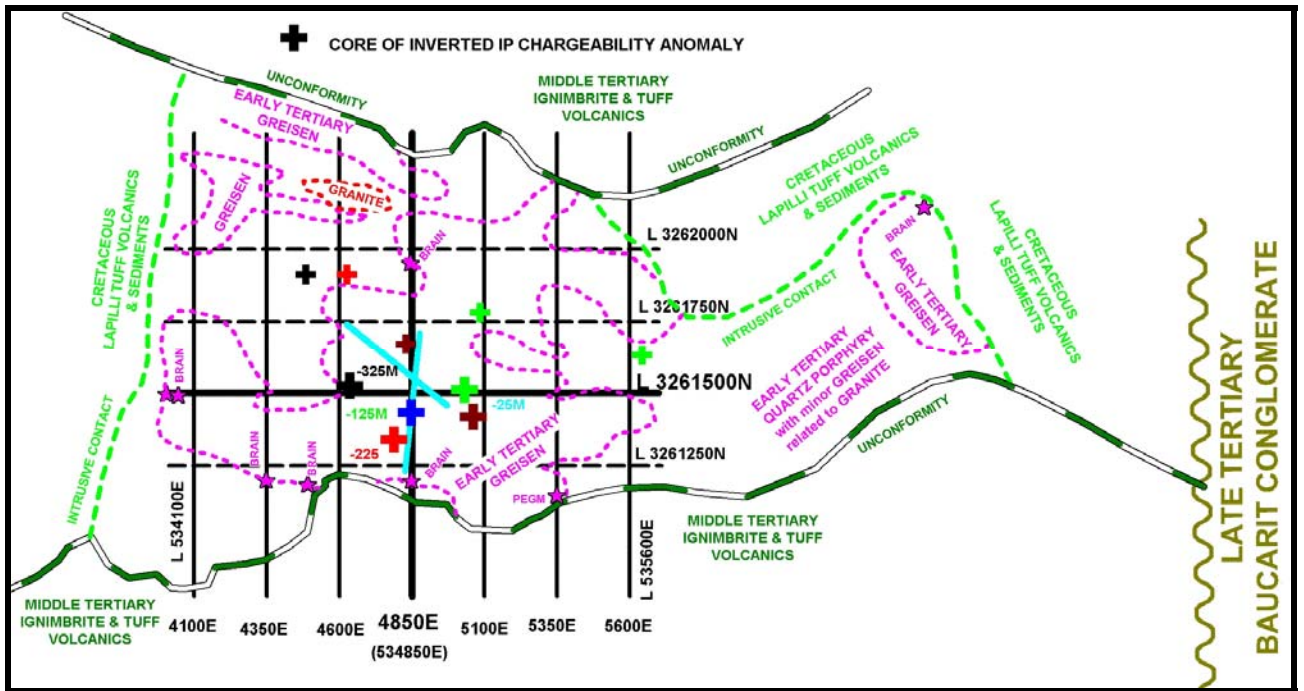 CORE OF INVERTED IP CHARGEABILITY ANOMALY
UNCONFORMITY
MIDDLE TERTIARY
IGNIMBRITE & TUFF
VOLCANICS
EARLY TERTIARY
GREISEN
UNCONFORMITY
CRETACEOUS
LAPILLI TUFF VOLCANICS
& SEDIMENTS
GREISEN
GRANITE
CRETACEOUS
LAPILLI TUFF VOLCANICS
& SEDIMENTS
CRETACEOUS
LAPILLI TUFF VOLCANICS
& SEDIMENTS
BRAIN
L 3262000N
BRAIN
EARLY TERTIARY
GREISEN
L 3261750N
INTRUSIVE CONTACT
BRAIN
-325M
L 3261500N
-25M
-125M
EARLY TERTIARY
QUARTZ PORPHYRY
with minor GREISEN
related to GRANITE
UNCONFORMITY
-225
L 3261250N
BRAIN
BRAIN
BRAIN
EARLY TERTIARY
GREISEN
PEGM
INTRUSIVE CONTACT
L 534100E
L 535600E
MIDDLE TERTIARY
IGNIMBRITE & TUFF
VOLCANICS
MIDDLE TERTIARY
IGNIMBRITE & TUFF
VOLCANICS
4100E
4350E
4600E
4850E
(534850E)
5100E
5350E
5600E
LATE TERTIARY
BAUCARIT CONGLOMERATE